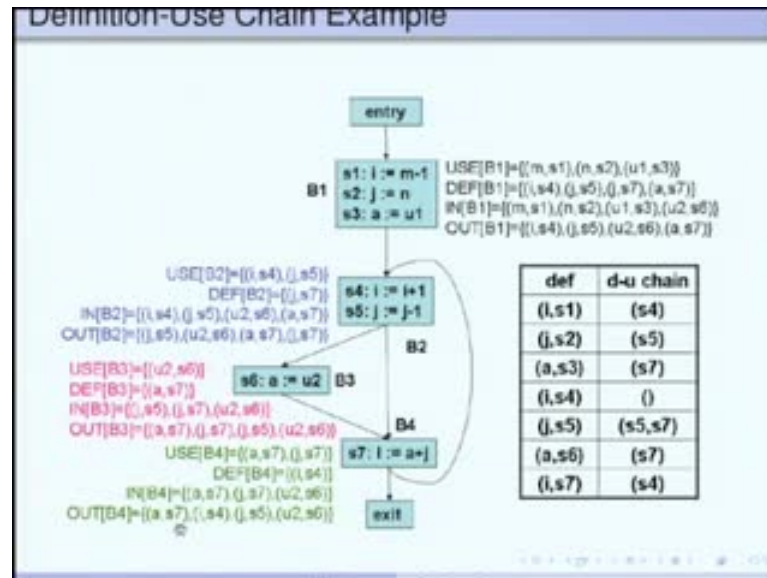 Definition-Use Chain Example
entry
B1
s1: i := m-1
s2: j := n
s3: a := u1
USE[B1]={(m,s1),(n,s2),(u1,s3)}
DEF[B1]={(i,s4),(j,s5),(j,s7),(a,s7)}
IN[B1]={(m,s1),(n,s2),(u1,s3),(u2,s6)}
OUT[B1]={(i,s4),(j,s5),(u2,s6),(a,s7)}
USE[B2]={(i,s4),(j,s5)}
DEF[B2]={(j,s7)}
IN[B2]={(i,s4),(j,s5),(u2,s6),(a,s7)}
OUT[B2]={(j,s5),(u2,s6),(a,s7),(j,s7)}
s4: i := i+1
s5: j := j-1
B2
USE[B3]={(u2,s6)}
DEF[B3]={(a,s7)}
IN[B3]={(j,s5),(j,s7),(u2,s6)}
OUT[B3]={(a,s7),(j,s7),(j,s5),(u2,s6)}
s6: a := u2
B3
B4
s7: i := a+j
USE[B4]={(a,s7),(j,s7)}
DEF[B4]={(i,s4)}
IN[B4]={(a,s7),(j,s7),(u2,s6)}
OUT[B4]={(a,s7),(i,s4),(j,s5),(u2,s6)}
exit
def d-u chain
(i,s1) (s4)
(j,s2) (s5)
(a,s3) (s7)
(i,s4) ()
(j,s5) (s5,s7)
(a,s6) (s7)
(i,s7) (s4)